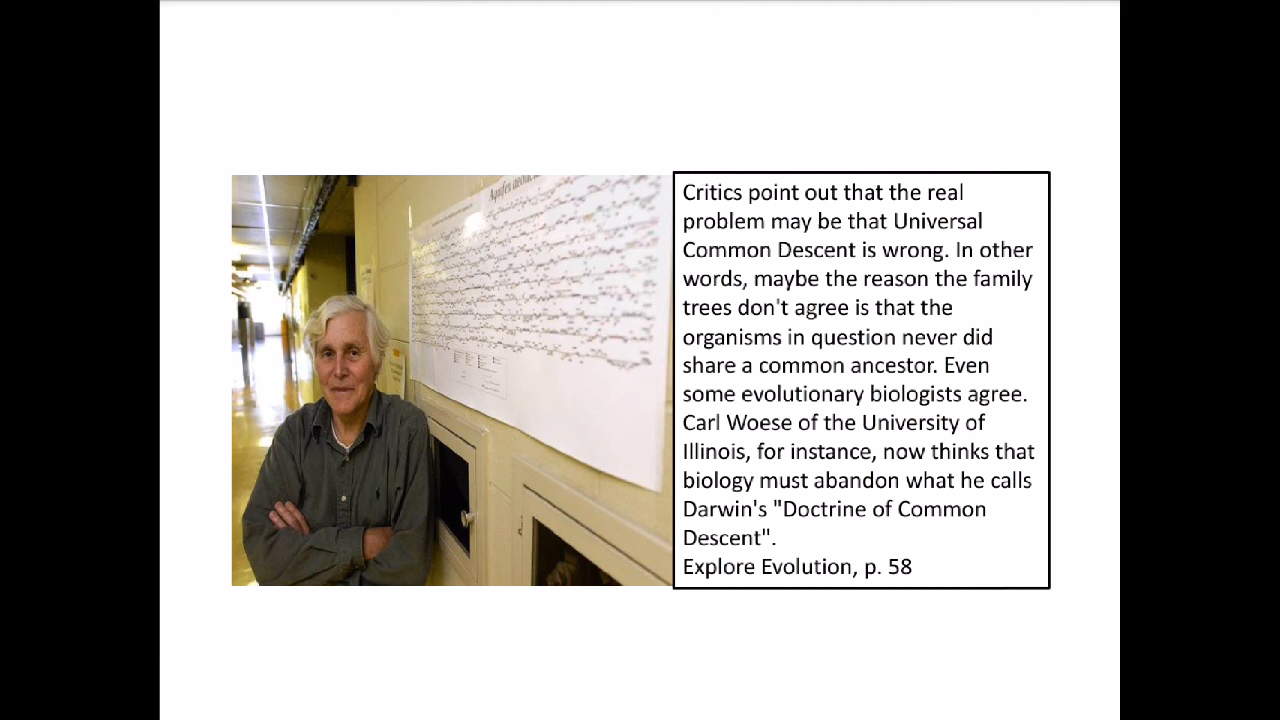 Aquifex aeolicus
Critics point out that the real
problem may be that Universal
Common Descent is wrong. In other
words, maybe the reason the family
trees don't agree is that the
organisms in question never did
share a common ancestor. Even
some evolutionary biologists agree.
Carl Woese of the University of
Illinois, for instance, now thinks that
biology must abandon what he calls
Darwin's "Doctrine of Common
Descent".
Explore Evolution, p. 58